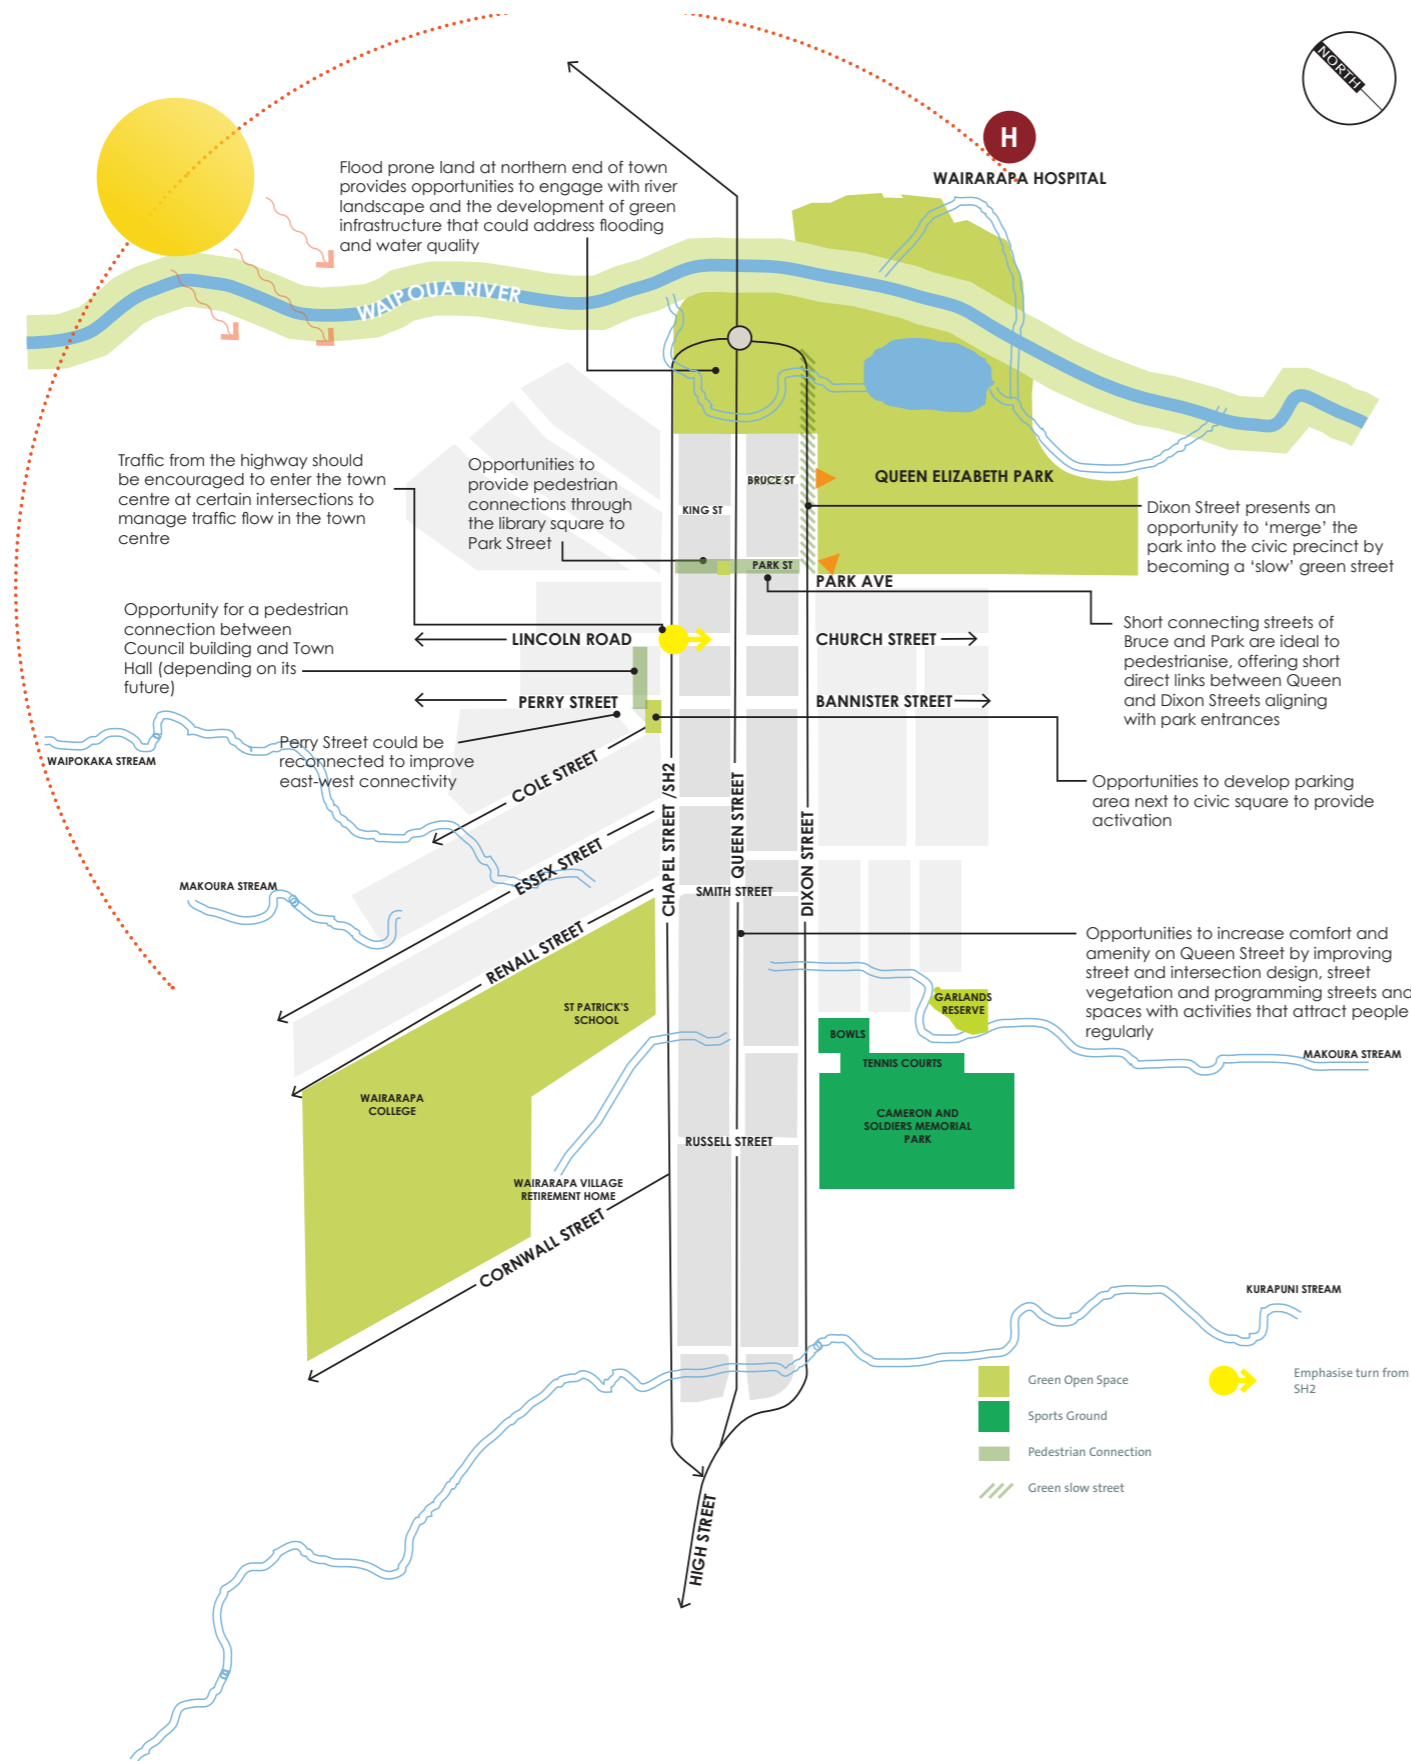 NORTH
H
WAIRARAPA HOSPITAL
Flood prone land at northern end of town
provides opportunities to engage with river
landscape and the development of green
infrastructure that could address flooding
and water quality
WAIPOUA RIVER
Traffic from the highway should
be encouraged to enter the town
centre at certain intersections to
manage traffic flow in the town
centre
Opportunities to
provide pedestrian
connections through
the library square to
Park Street
BRUCE ST
KING ST
PARK ST
QUEEN ELIZABETH PARK
PARK AVE
Dixon Street presents an
opportunity to ‘merge’ the
park into the civic precinct by
becoming a ‘slow’ green street
Opportunity for a pedestrian
connection between
Council building and Town
Hall (depending on its
future)
LINCOLN ROAD
CHURCH STREET
Short connecting streets of
Bruce and Park are ideal to
pedestrianise, offering short
direct links between Queen
and Dixon Streets aligning
with park entrances
PERRY STREET
BANNISTER STREET
Perry Street could be
reconnected to improve
east-west connectivity
WAIPOKAKA STREAM
COLE STREET
CHAPEL STREET /SH2
QUEEN STREET
DIXON STREET
Opportunities to develop parking
area next to civic square to provide
activation
ESSEX STREET
MAKOURA STREAM
SMITH STREET
RENALL STREET
Opportunities to increase comfort and
amenity on Queen Street by improving
street and intersection design, street
vegetation and programming streets and
spaces with activities that attract people
regularly
ST PATRICK'S
SCHOOL
GARLANDS
RESERVE
BOWLS
TENNIS COURTS
MAKOURA STREAM
WAIRARAPA
COLLEGE
CAMERON AND
SOLDIERS MEMORIAL
PARK
RUSSELL STREET
WAIRARAPA VILLAGE
RETIREMENT HOME
CORNWALL STREET
KURAPUNI STREAM
Green Open Space
Sports Ground
Pedestrian Connection
Green slow street
Emphasise turn from
SH2
HIGH STREET